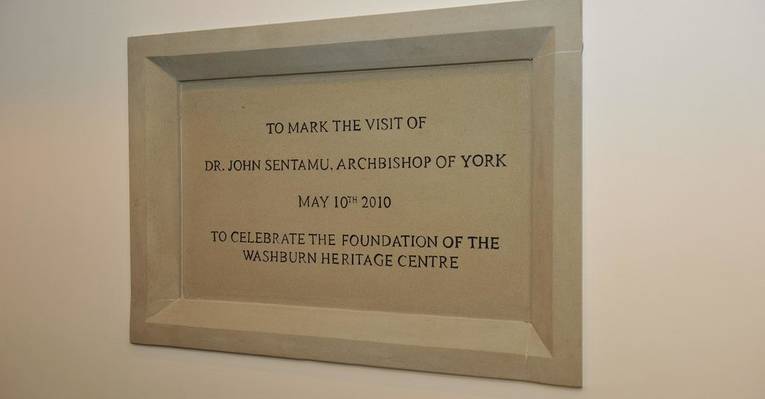 TO MARK THE VISIT OF
DR. JOHN SENTAMU, ARCHBISHOP OF YORK
MAY 10TH 2010
TO CELEBRATE THE FOUNDATION OF THE
WASHBURN HERITAGE CENTRE